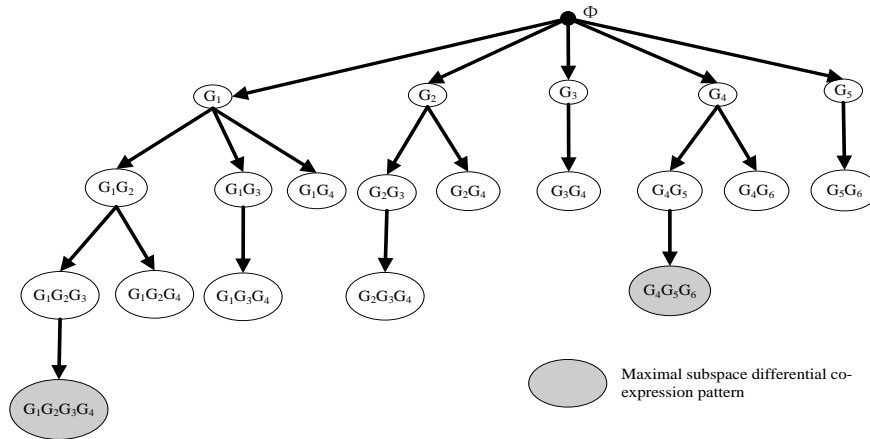 Φ
G₁
G₂
G₃
G₄
G₅
G₁G₂
G₁G₃
G₁G₄
G₂G₃
G₂G₄
G₃G₄
G₄G₅
G₄G₆
G₅G₆
G₁G₂G₃
G₁G₂G₄
G₁G₃G₄
G₂G₃G₄
G₄G₅G₆
G₁G₂G₃G₄
Maximal subspace differential co-
expression pattern